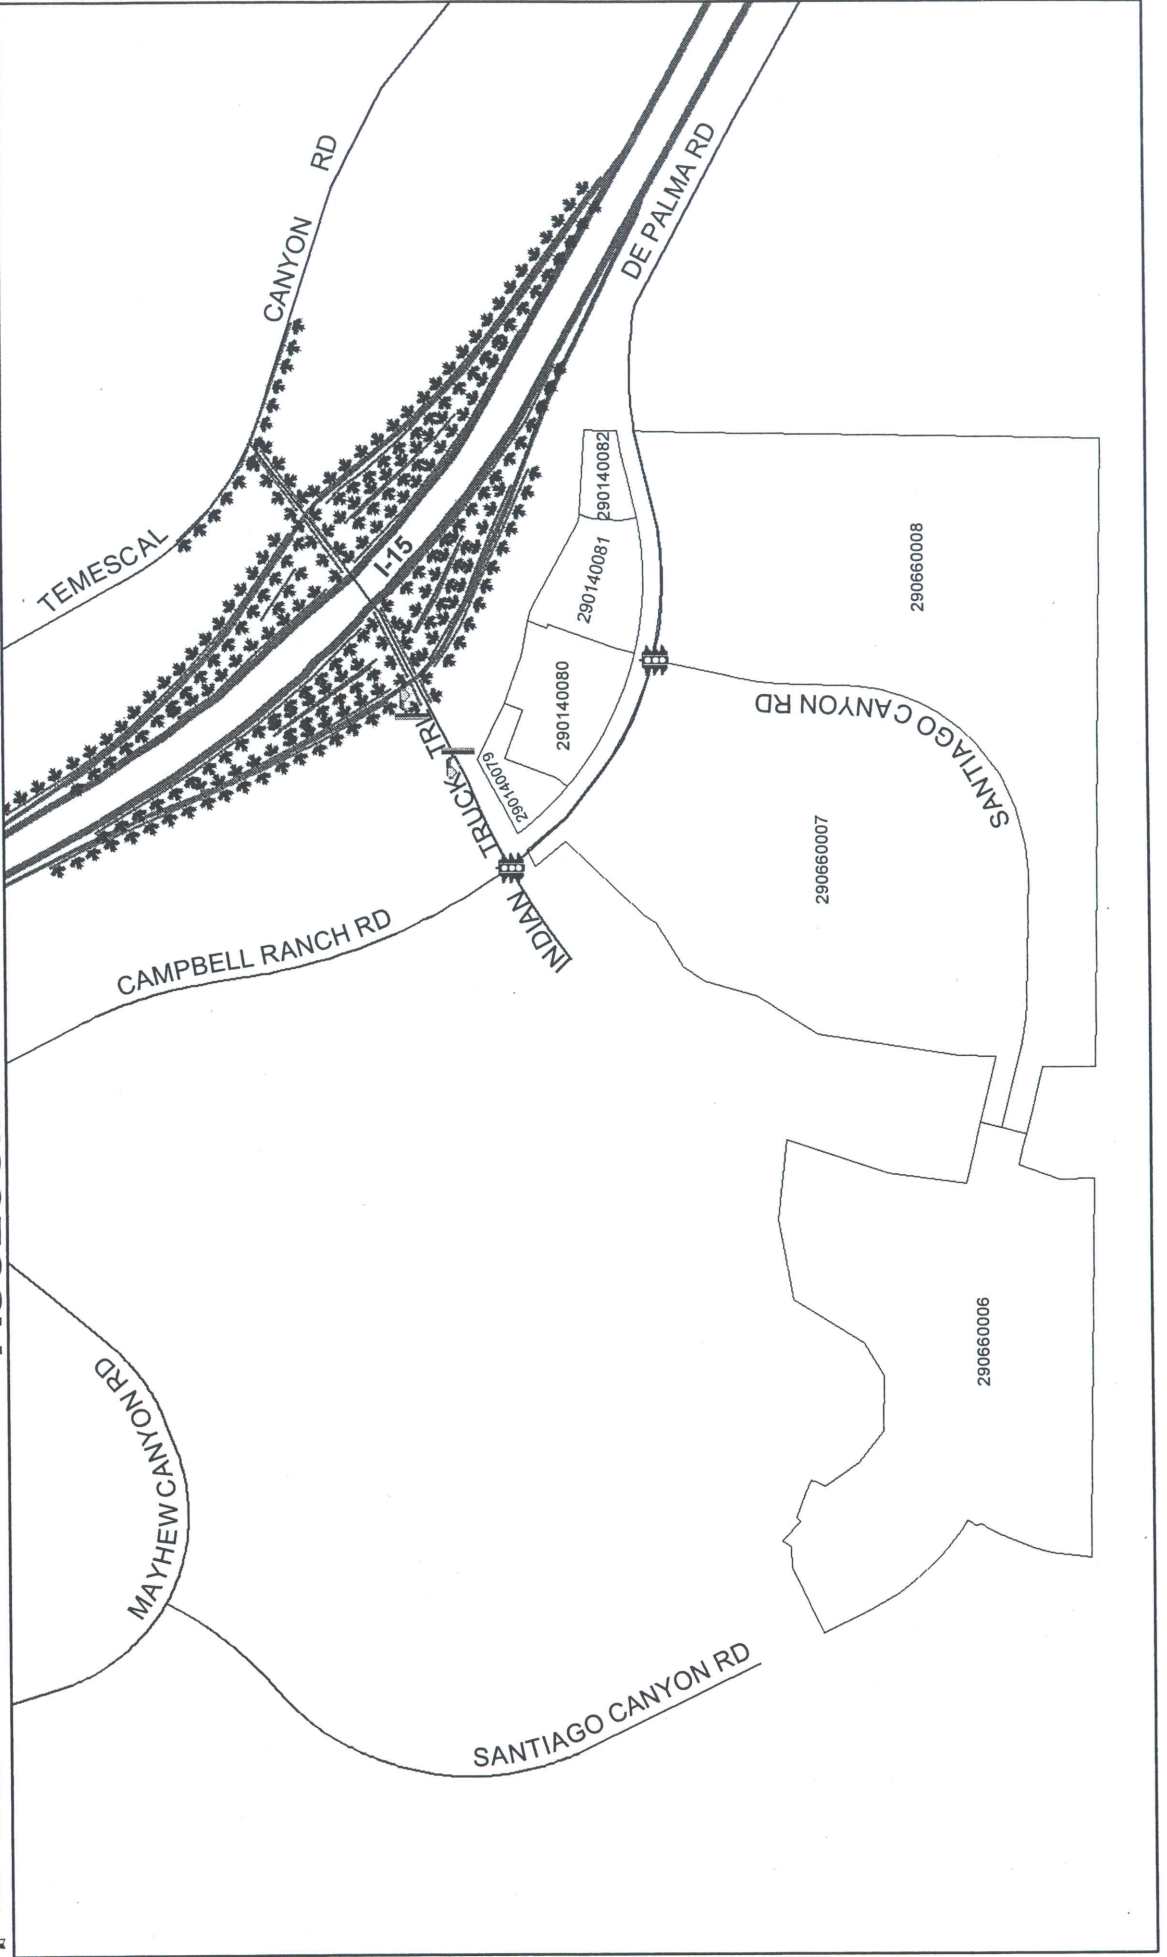 TEMESCAL
CANYON
RD
I-15
DE PALMA RD
CAMPBELL RANCH RD
INDIAN
TRUCK
TRL
290140079
290140080
290140081
290140082
290660008
SANTIAGO CANYON RD
290660007
MAYHEW CANYON RD
290660006
SANTIAGO CANYON RD